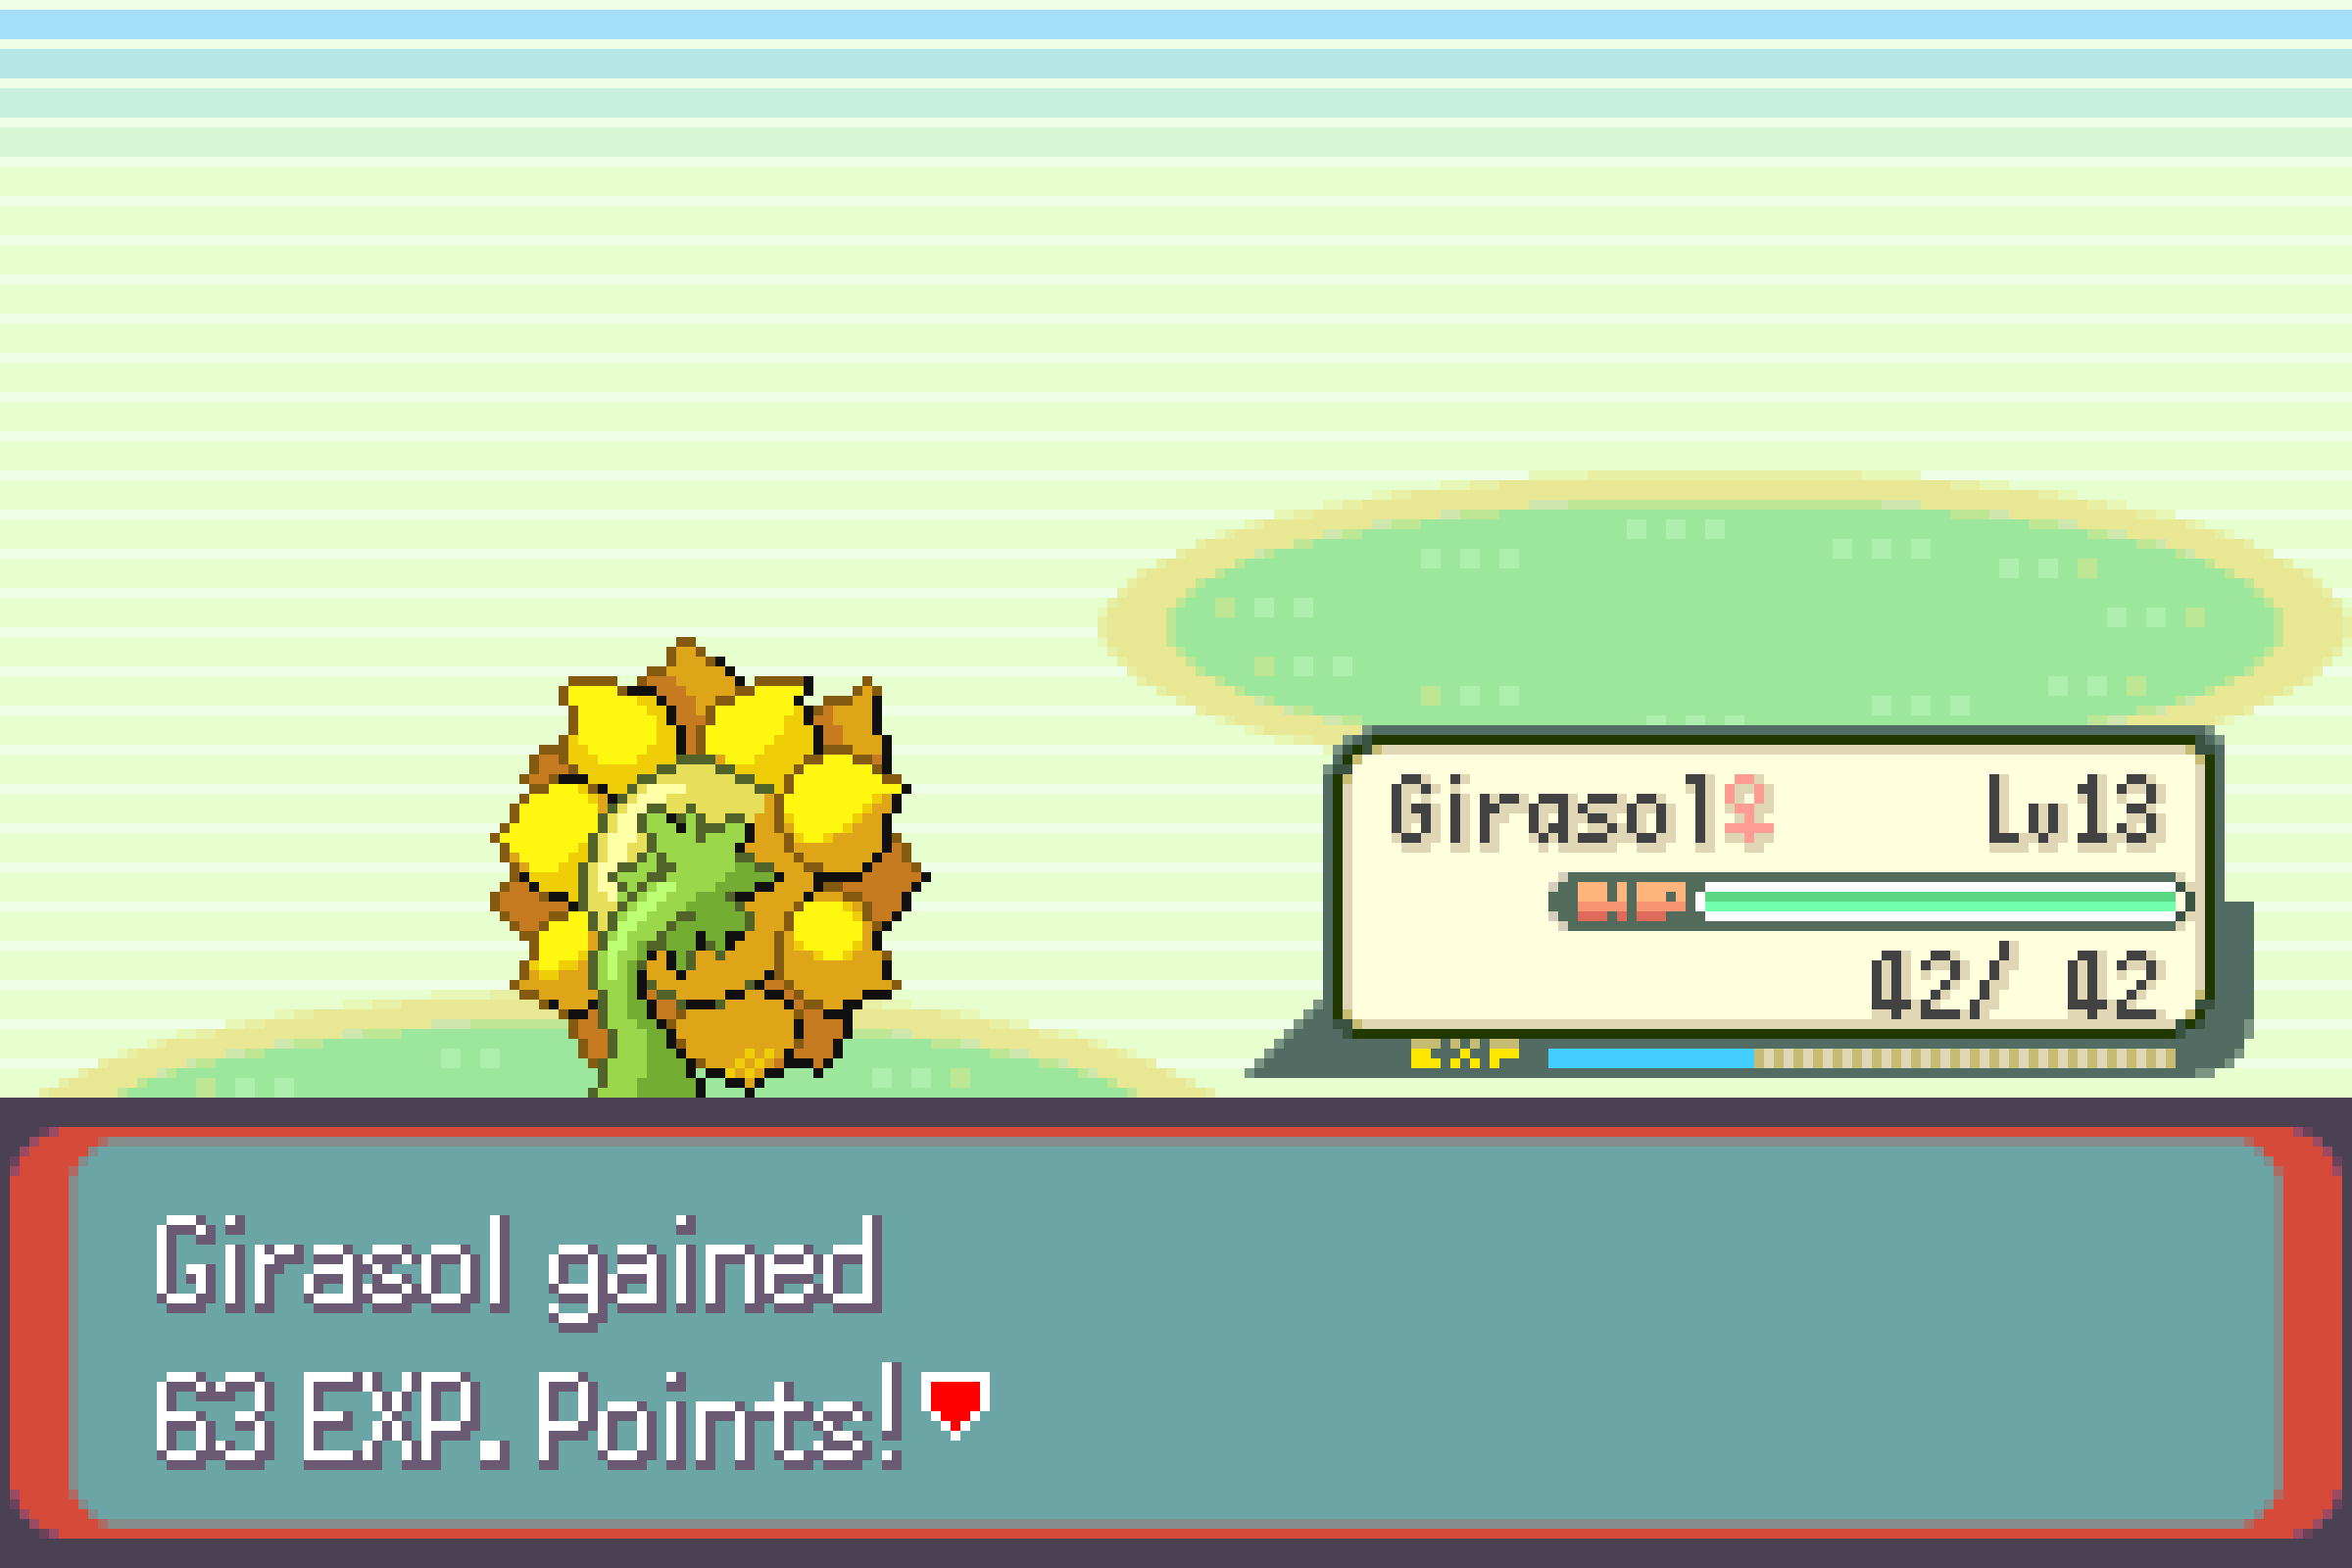 Girasol♀ Lv13
HP
42/ 42
EXP
Girasol gained
63 EXP. Points!